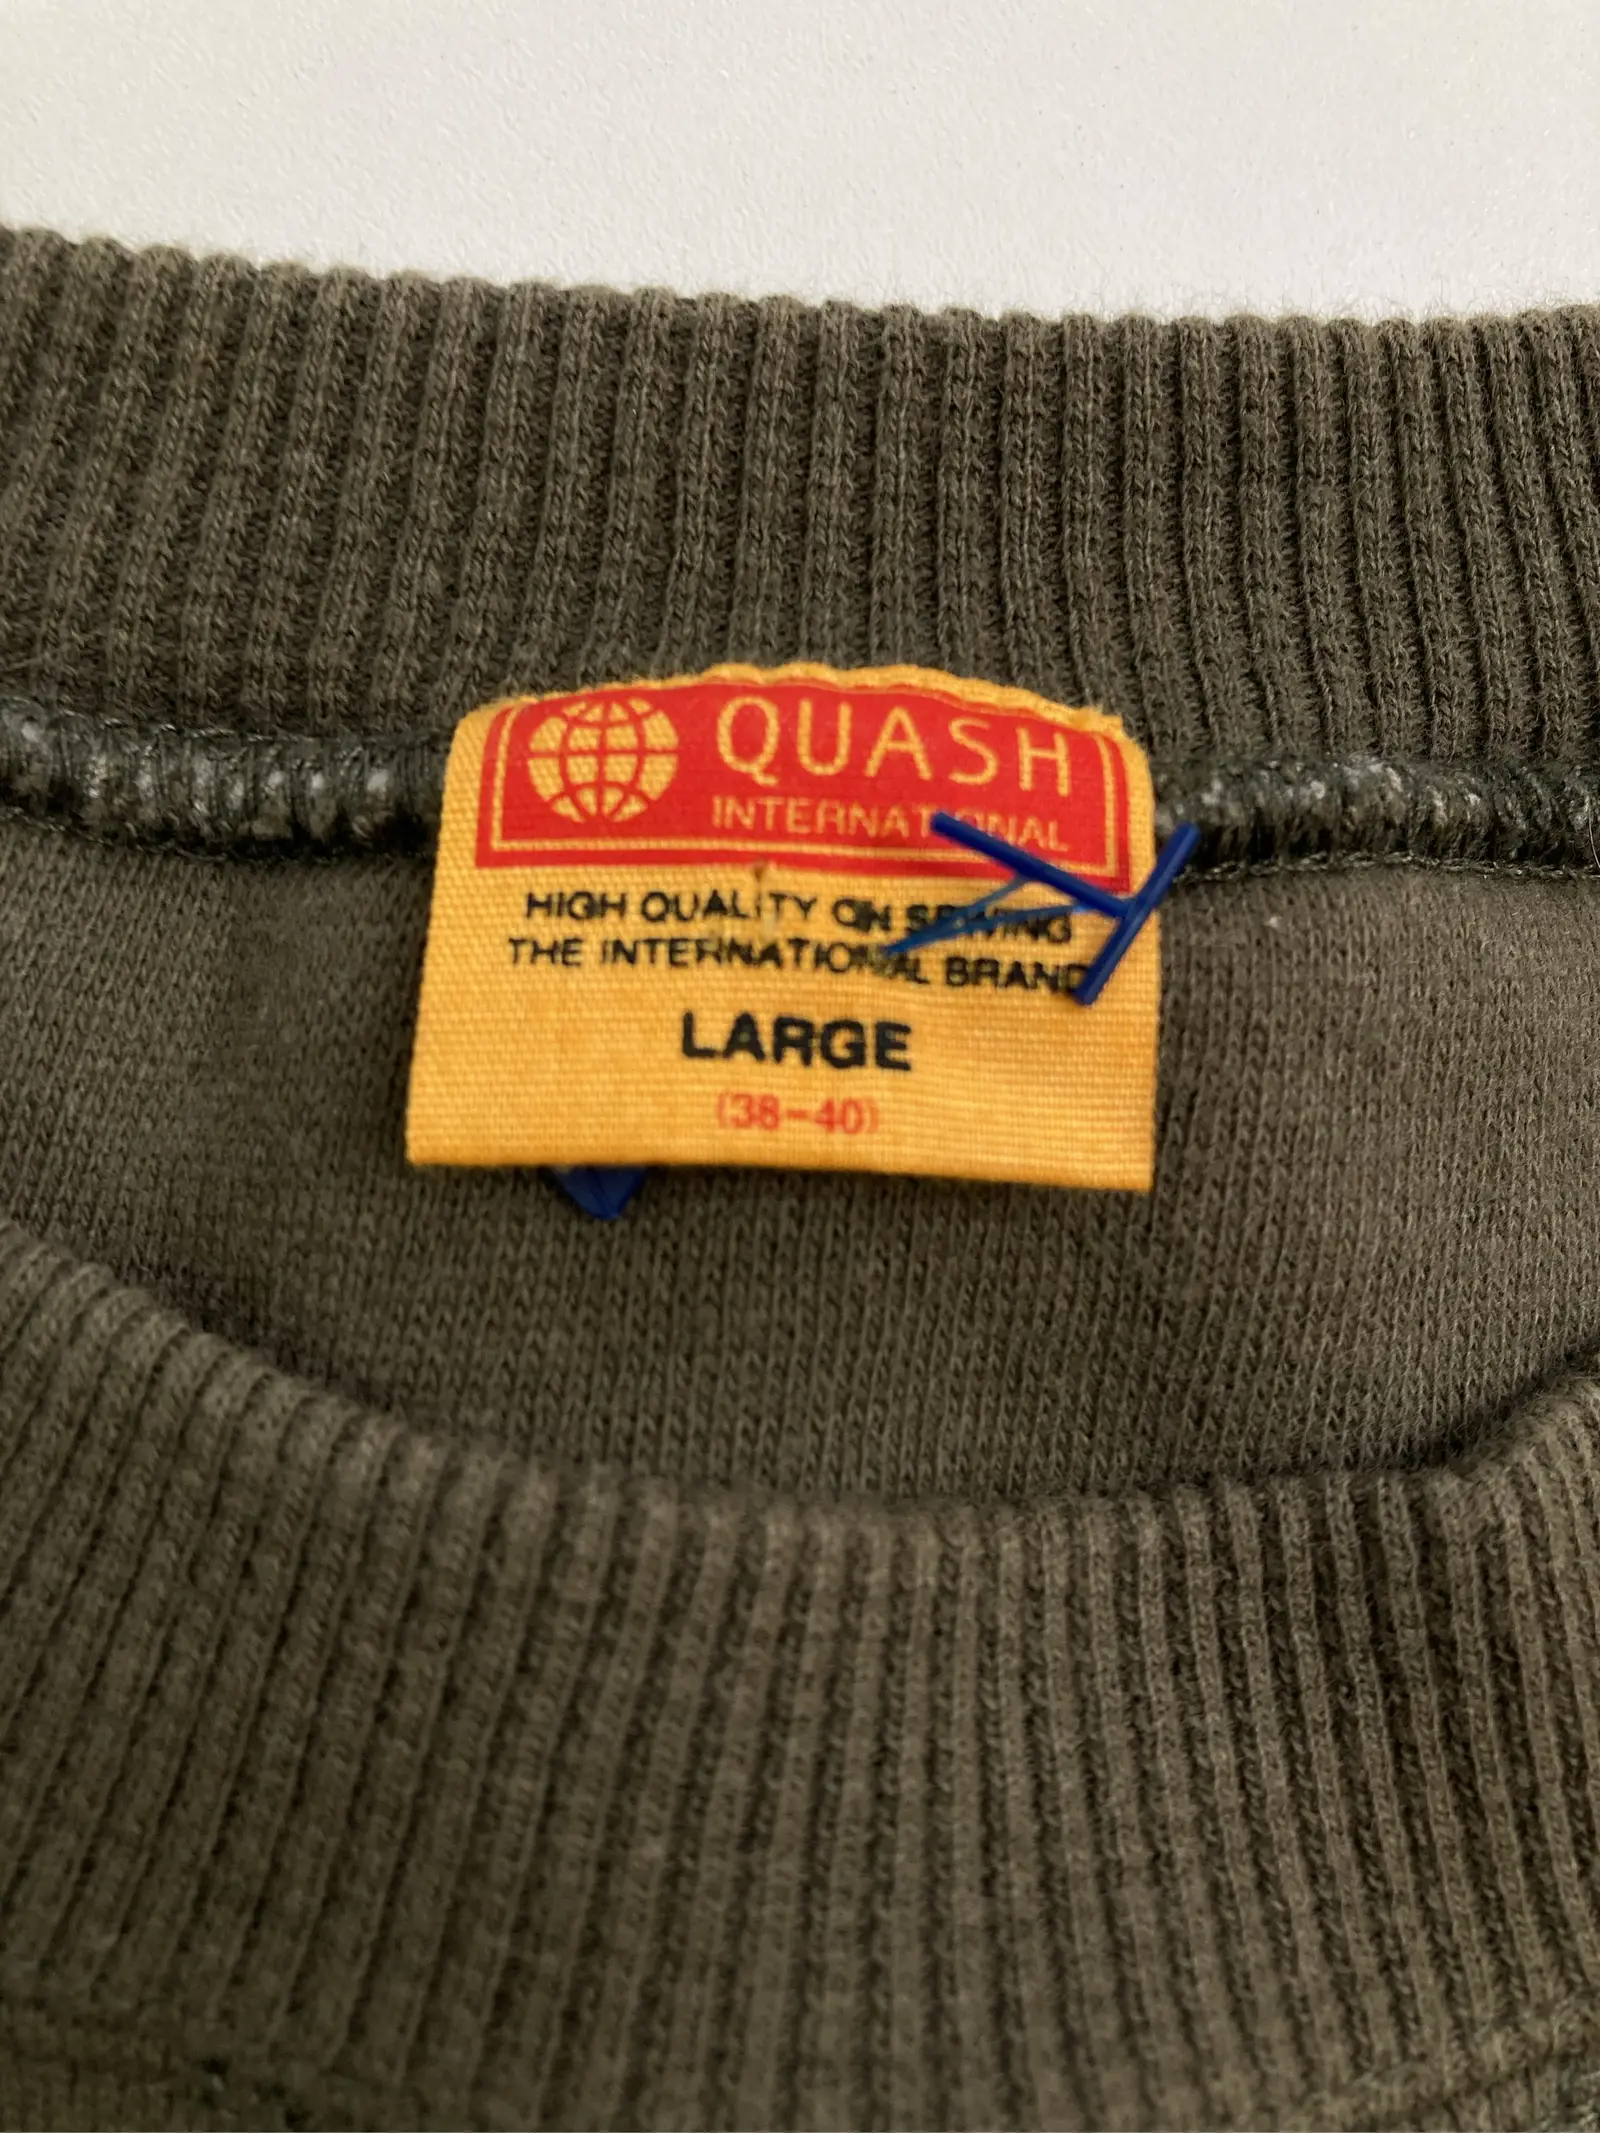 QUASH
INTERNATIONAL
HIGH QUALITY ON SEWING
THE INTERNATIONAL BRAND
LARGE
(38-40)